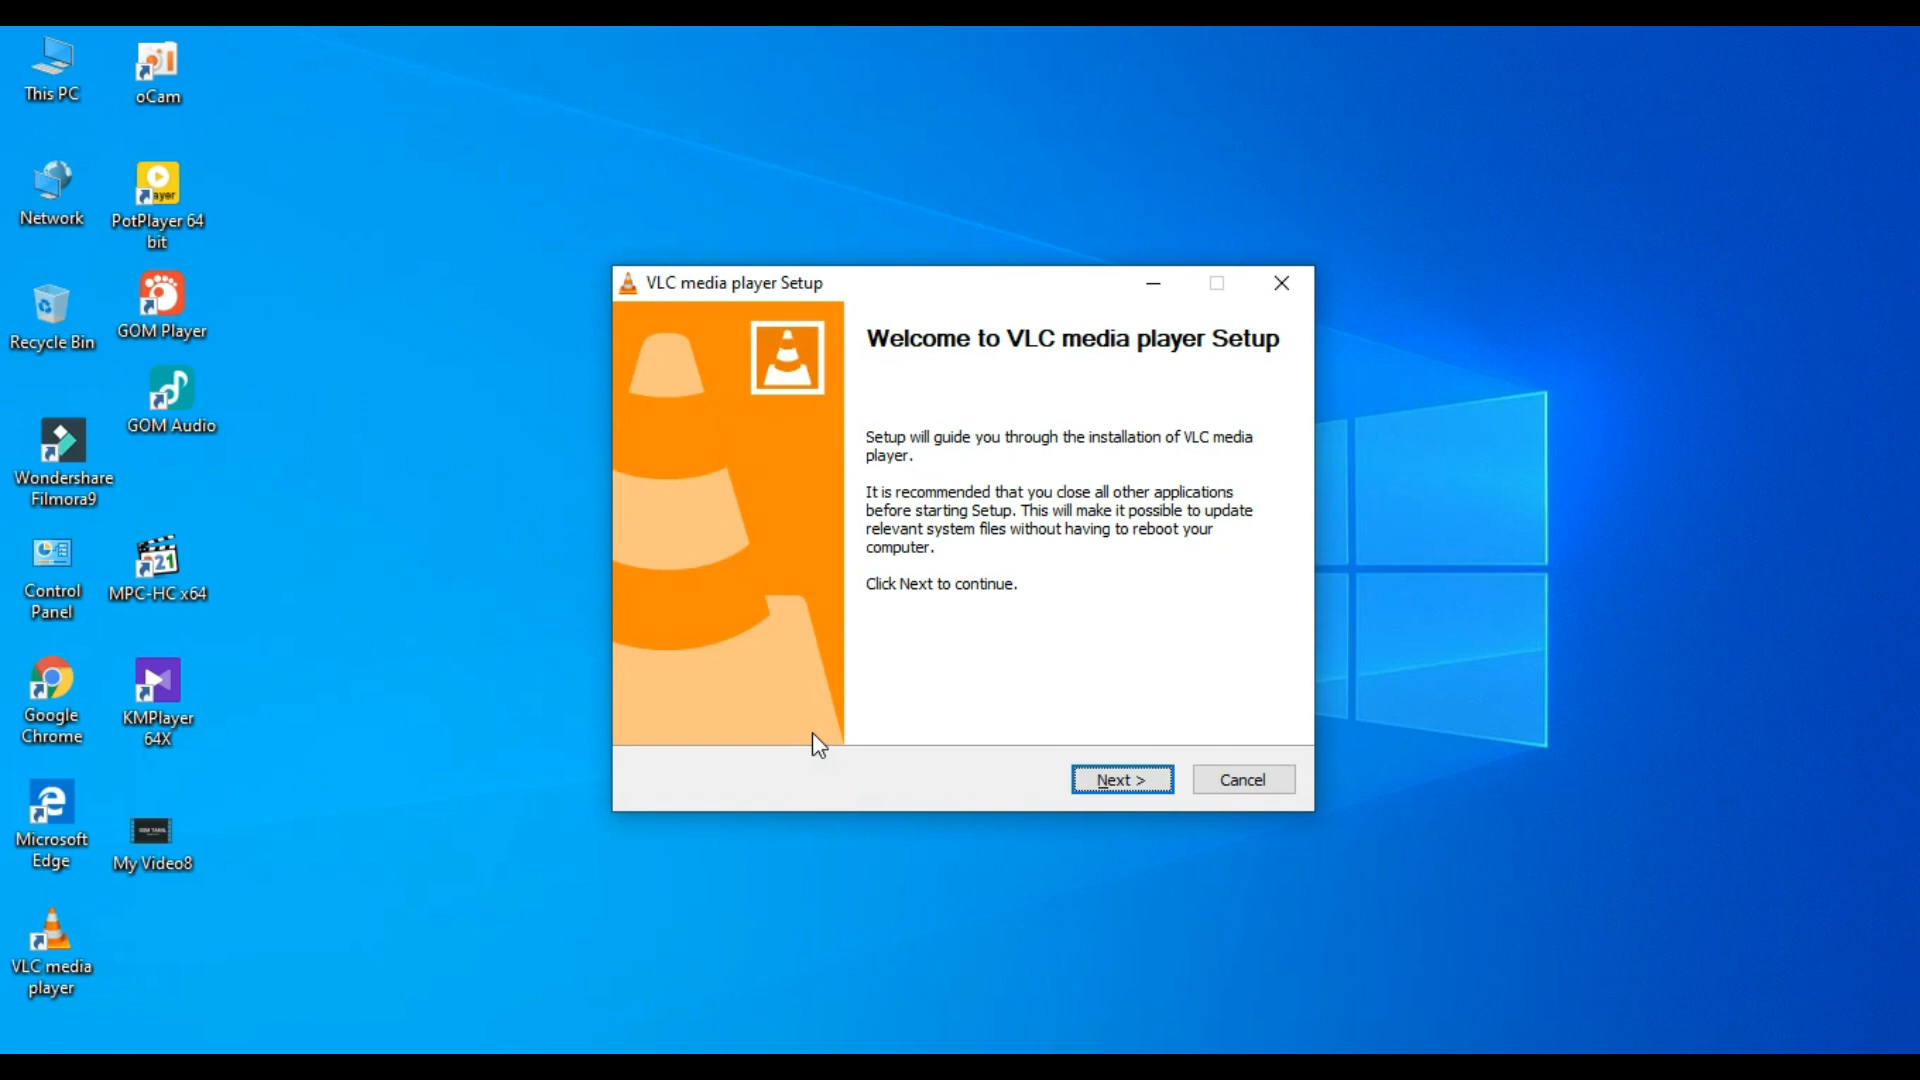 This PC
oCam
Network
PotPlayer 64
bit
Recycle Bin
GOM Player
GOM Audio
Wondershare
Filmora9
Control
Panel
MPC-HC x64
Google
Chrome
KMPlayer
64X
Microsoft
Edge
My Video8
VLC media
player
VLC media player Setup
Welcome to VLC media player Setup
Setup will guide you through the installation of VLC media
player.
It is recommended that you close all other applications
before starting Setup. This will make it possible to update
relevant system files without having to reboot your
computer.
Click Next to continue.
Next >
Cancel